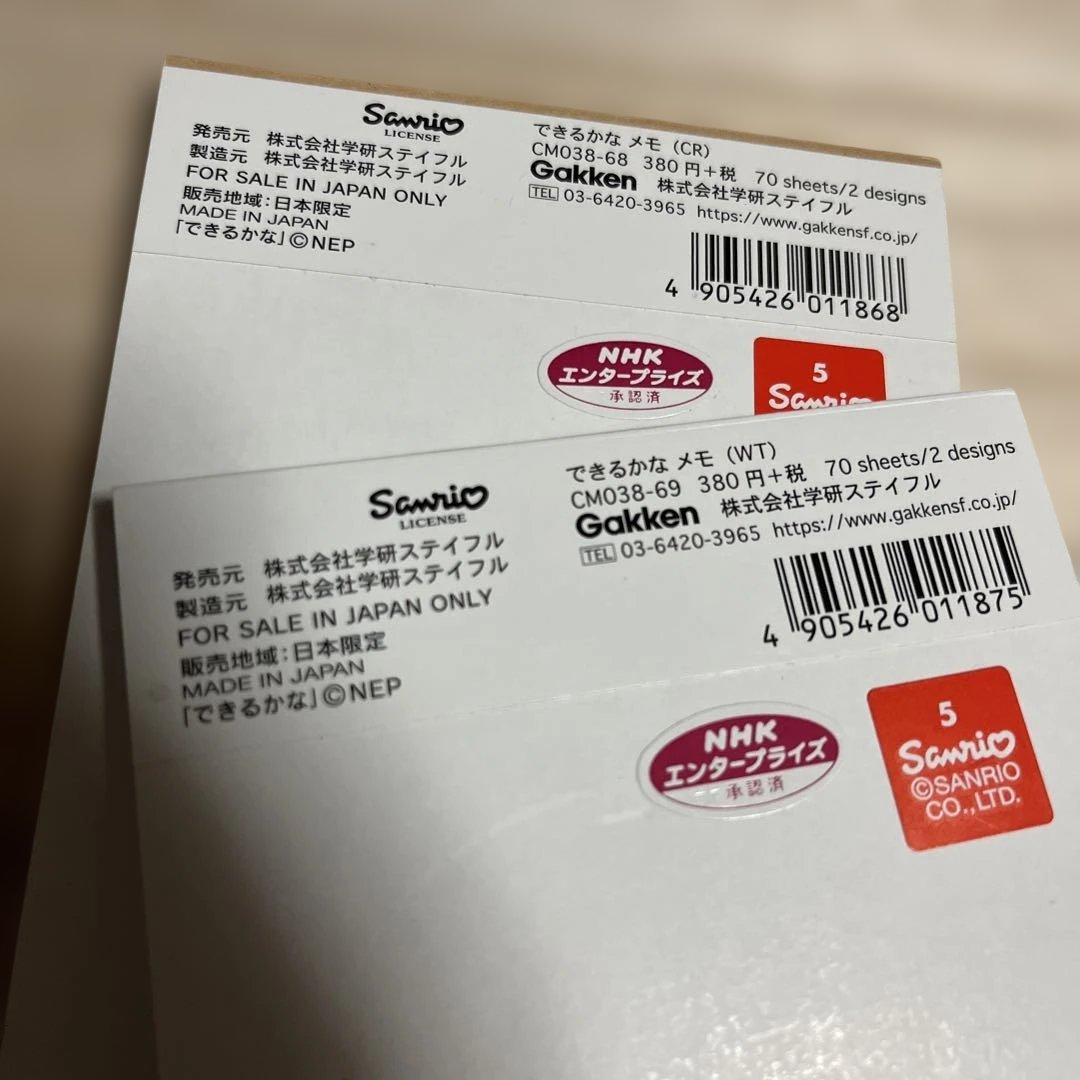 Sanrio
LICENSE
発売元 株式会社学研ステイフル
製造元 株式会社学研ステイフル
FOR SALE IN JAPAN ONLY
販売地域:日本限定
MADE IN JAPAN
「できるかな」©NEP
できるかな メモ (CR)
CM038-68 380円+税 70 sheets/2 designs
Gakken 株式会社学研ステイフル
TEL 03-6420-3965 https://www.gakkensf.co.jp/
4 905426 011868
NHK
エンタープライズ
承認済
5
Sanrio
Sanrio
LICENSE
発売元 株式会社学研ステイフル
製造元 株式会社学研ステイフル
FOR SALE IN JAPAN ONLY
販売地域:日本限定
MADE IN JAPAN
「できるかな」©NEP
できるかな メモ (WT)
CM038-69 380円+税 70 sheets/2 designs
Gakken 株式会社学研ステイフル
TEL 03-6420-3965 https://www.gakkensf.co.jp/
4 905426 011875
NHK
エンタープライズ
承認済
5
Sanrio
©SANRIO
CO.,LTD.